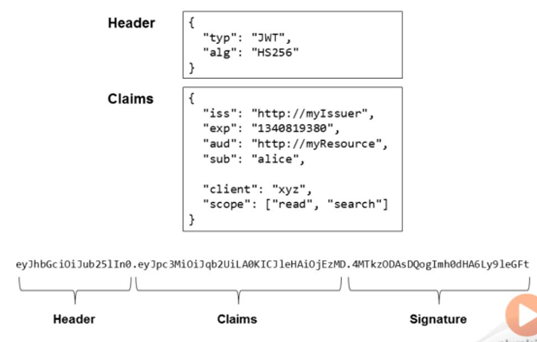 Header
{
"typ": "JWT",
"alg": "HS256"
}
Claims
{
"iss": "http://myIssuer",
"exp": "1340819380",
"aud": "http://myResource",
"sub": "alice",
"client": "xyz",
"scope": ["read", "search"]
}
eyJhbGciOiJub25lIn0.eyJpc3MiOiJqb2UiLA0KICJleHAiOjEzMD.4MTkzODAsDQogImh0dHA6Ly9leGFt
Header Claims Signature